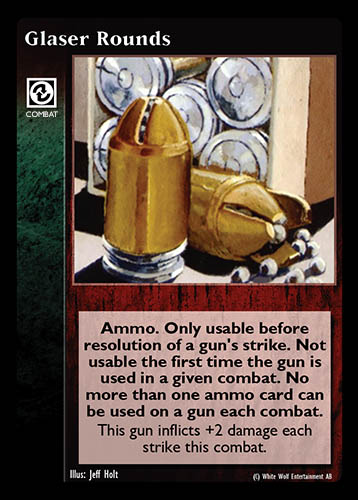 Glaser Rounds
COMBAT
Ammo. Only usable before
resolution of a gun's strike. Not
usable the first time the gun is
used in a given combat. No
more than one ammo card can
be used on a gun each combat.
This gun inflicts +2 damage each
strike this combat.
Illus: Jeff Holt
(C) White Wolf Entertainment AB